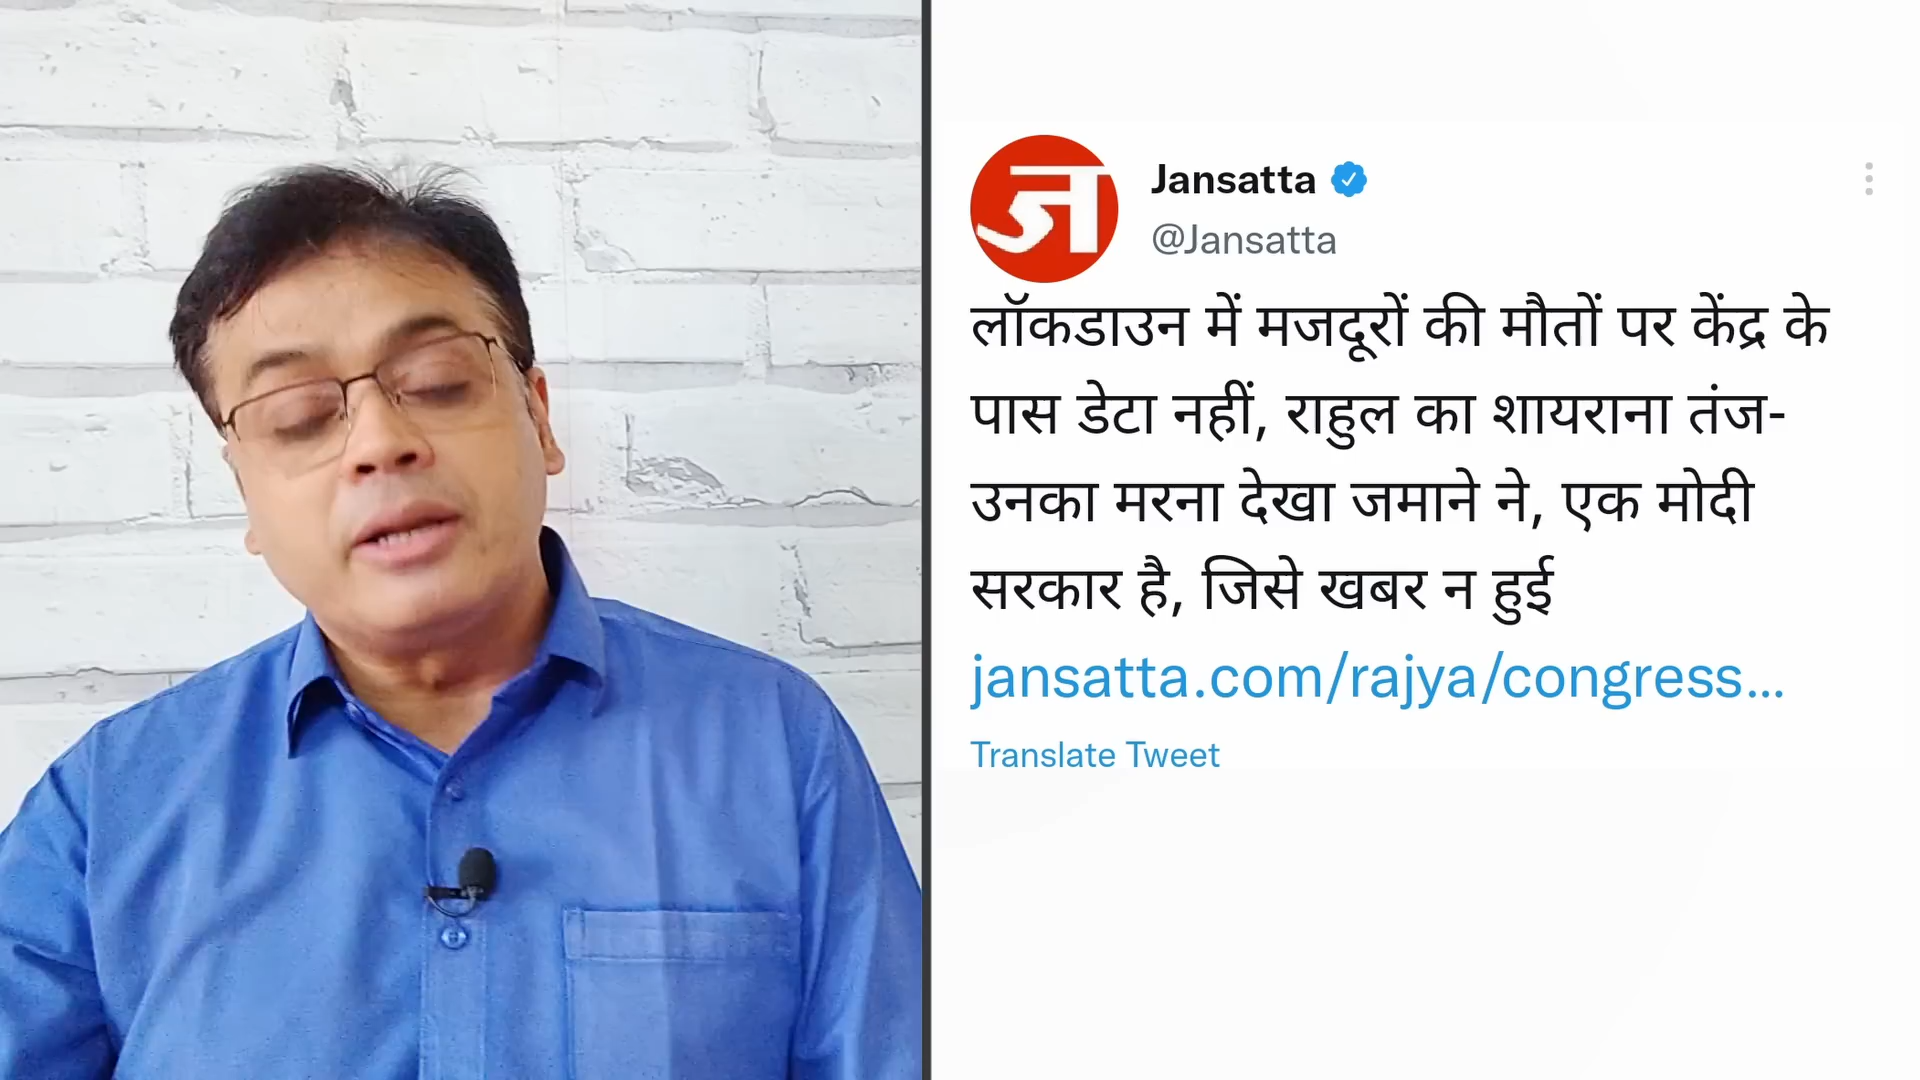 ज
Jansatta
@Jansatta
लॉकडाउन में मजदूरों की मौतों पर केंद्र के
पास डेटा नहीं, राहुल का शायराना तंज-
उनका मरना देखा जमाने ने, एक मोदी
सरकार है, जिसे खबर न हुई
jansatta.com/rajya/congress...
Translate Tweet